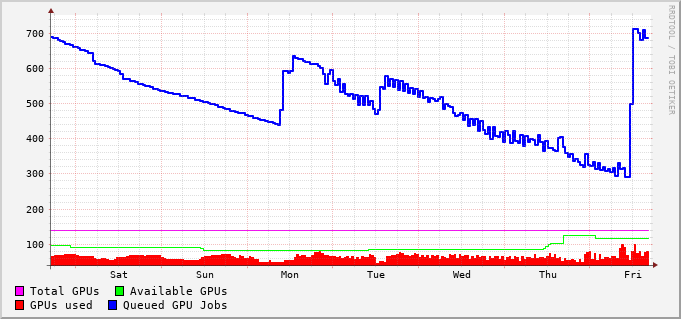 RRDTOOL / TOBI OETIKER
700
600
500
400
300
200
100
Sat Sun Mon Tue Wed Thu Fri
Total GPUs Available GPUs
GPUs used Queued GPU Jobs